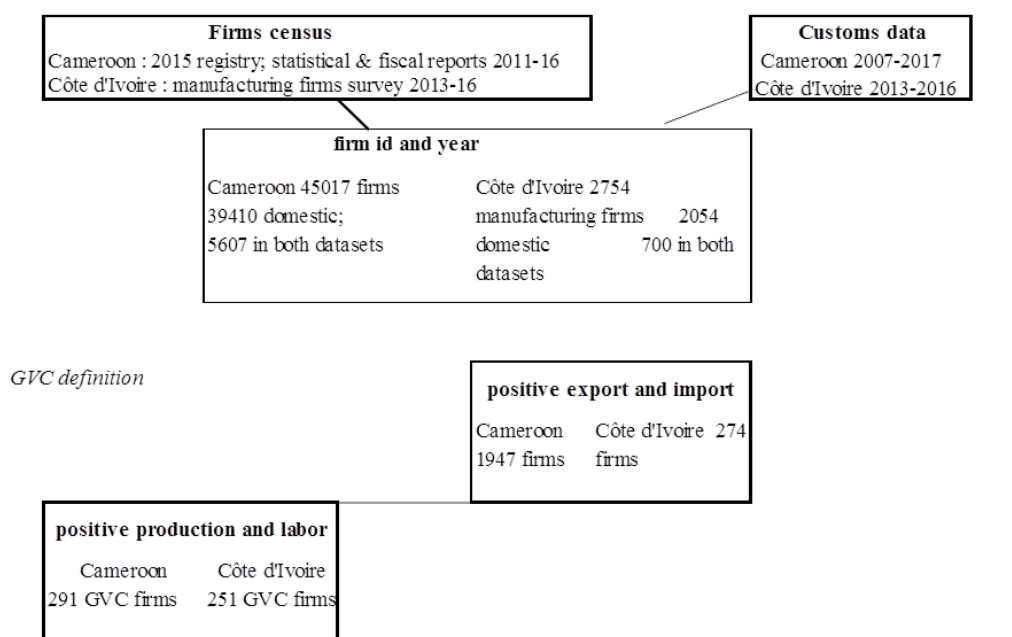 Firms census
Cameroon : 2015 registry; statistical & fiscal reports 2011-16
Côte d'Ivoire : manufacturing firms survey 2013-16
Customs data
Cameroon 2007-2017
Côte d'Ivoire 2013-2016
firm id and year
Cameroon 45017 firms
39410 domestic;
5607 in both datasets
Côte d'Ivoire 2754
manufacturing firms 2054
domestic 700 in both
datasets
GVC definition
positive export and import
Cameroon
1947 firms
Côte d'Ivoire 274
firms
positive production and labor
Cameroon
291 GVC firms
Côte d'Ivoire
251 GVC firms